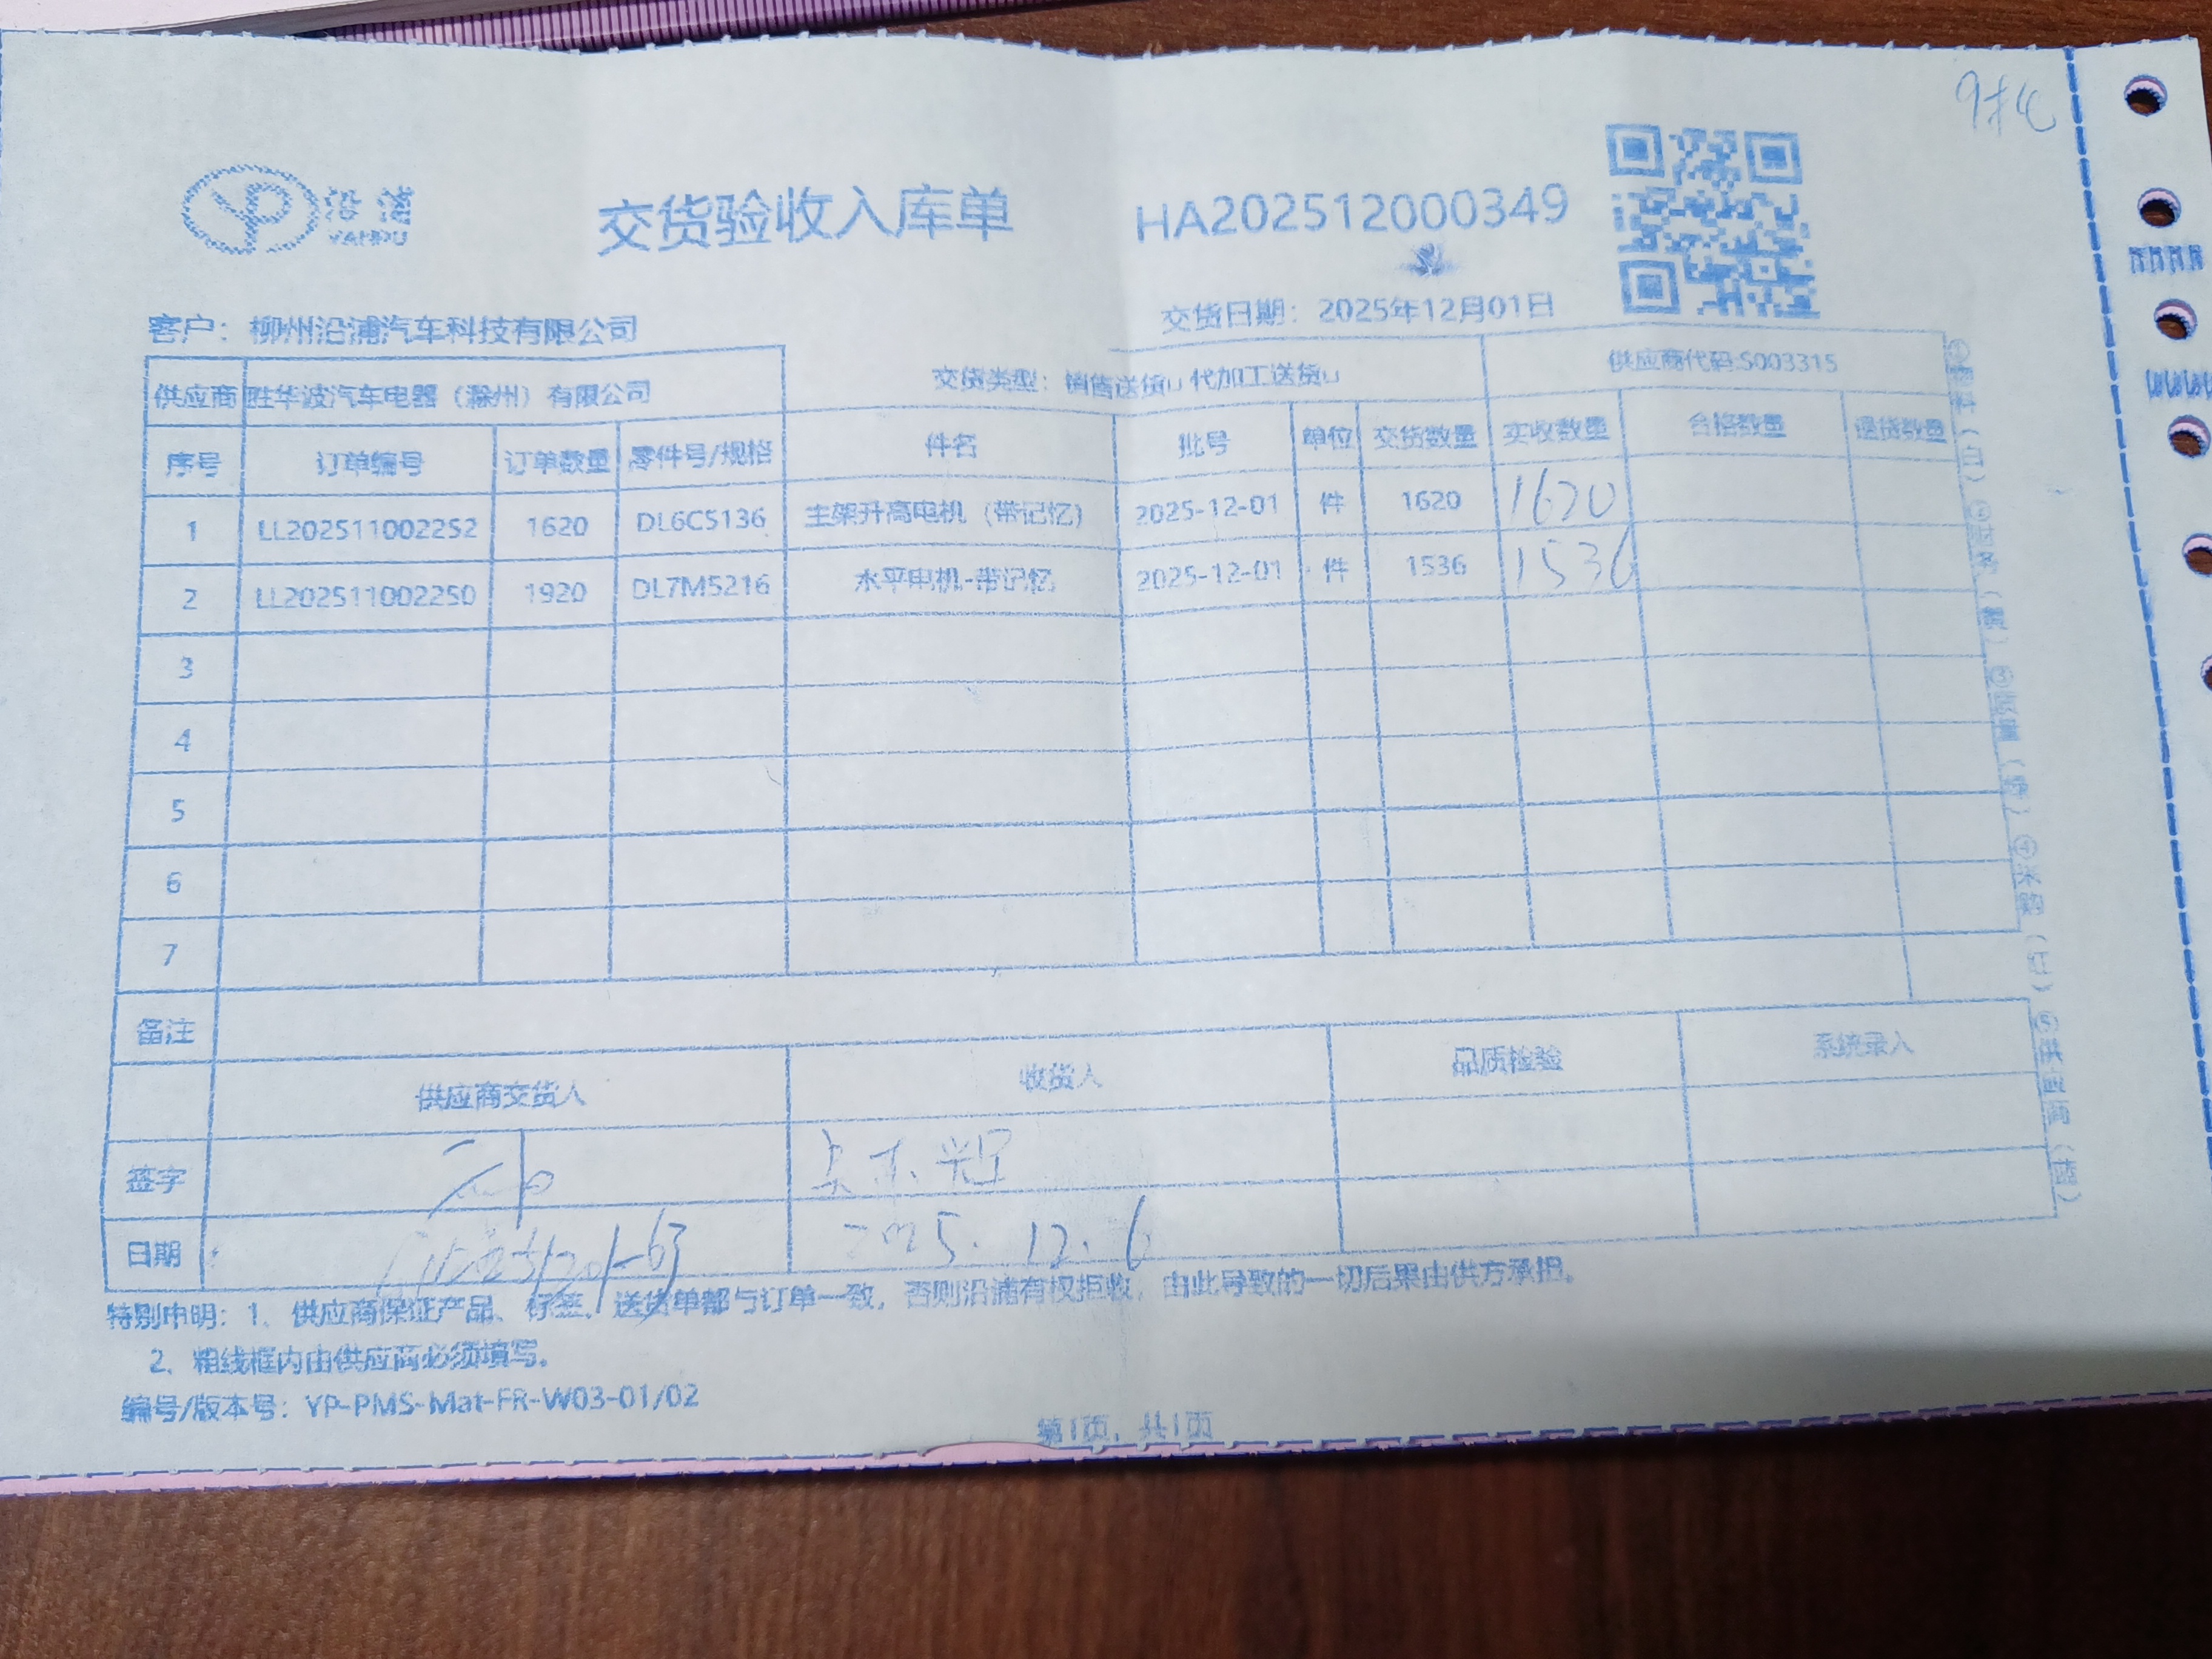 沿浦
YANPU
交货验收入库单
HA202512000349
客户：柳州沿浦汽车科技有限公司
交货日期：2025年12月01日
供应商 胜华波汽车电器（滁州）有限公司 交货类型：销售送货 代加工送货 供应商代码:S003315
序号 订单编号 订单数量 零件号/规格 件名 批号 单位 交货数量 实收数量 合格数量 退货数量
1 LL202511002252 1620 DL6C5136 主架升高电机（带记忆） 2025-12-01 件 1620 1620
2 LL202511002250 1920 DL7M5216 水平电机-带记忆 2025-12-01 件 1536 1536
3
4
5
6
7
备注
供应商交货人 收货人 品质检验 系统录入
签字
日期 2025.12.6
特别申明：1、供应商保证产品、标签、送货单都与订单一致，否则沿浦有权拒收，由此导致的一切后果由供方承担。
2、粗线框内由供应商必须填写。
编号/版本号：YP-PMS-Mat-FR-W03-01/02
第1页，共1页